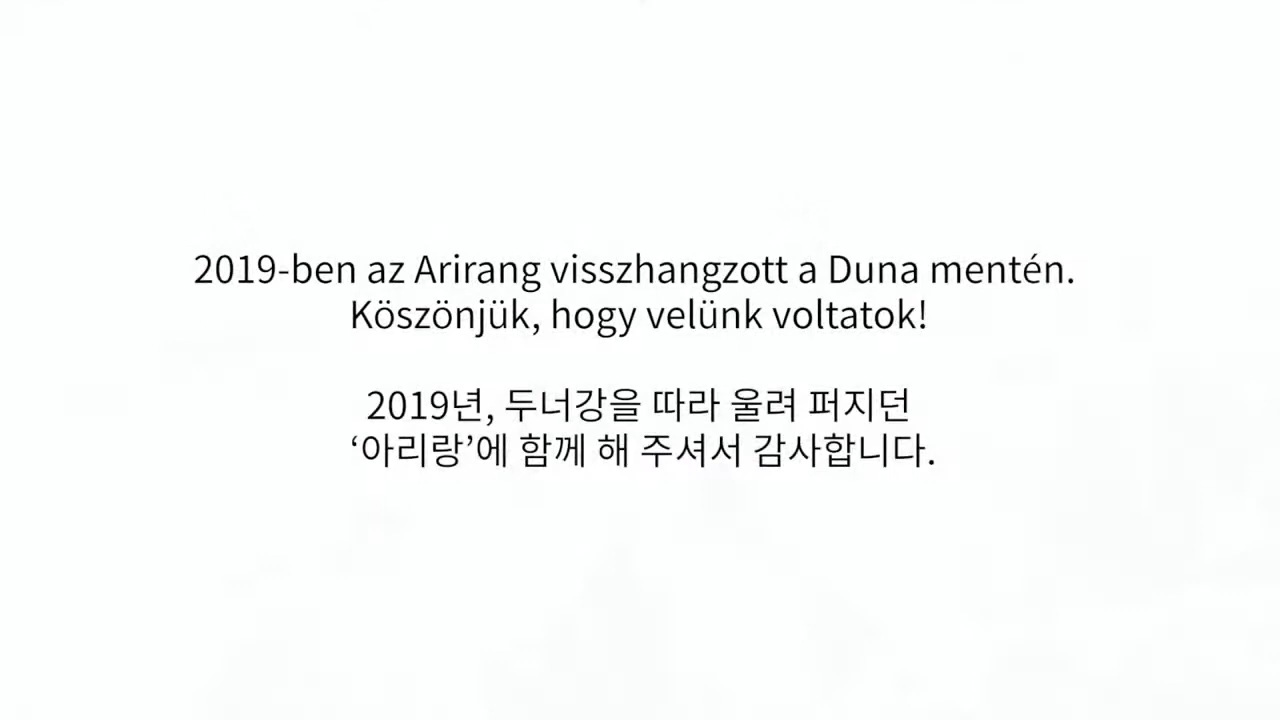 2019-ben az Arirang visszhangzott a Duna mentén.
Köszönjük, hogy velünk voltatok!
2019년, 두너강을 따라 울려 퍼지던
‘아리랑’에 함께 해 주셔서 감사합니다.